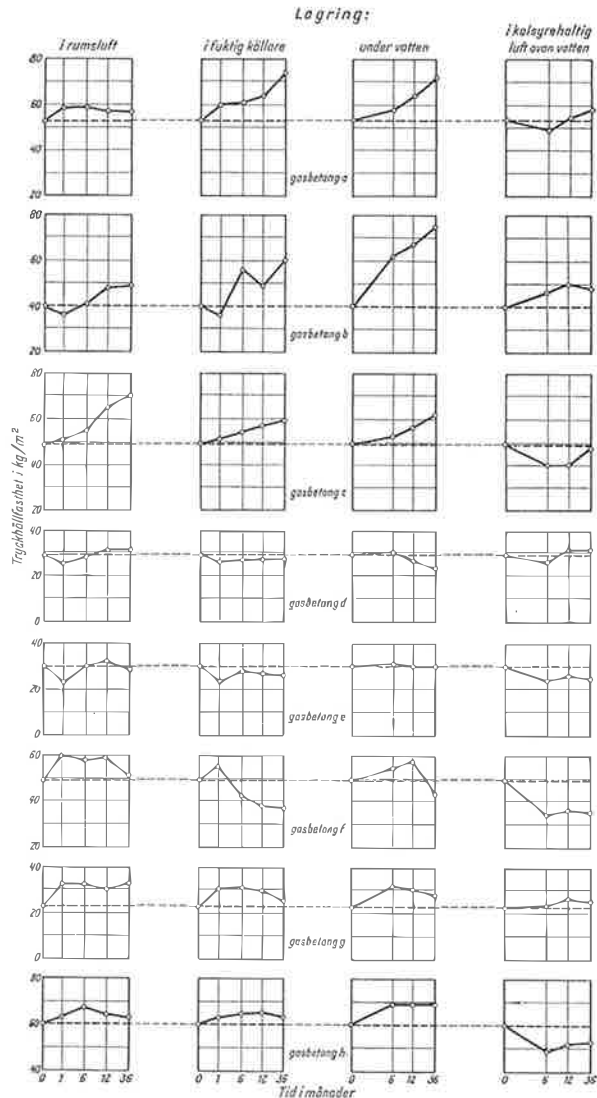 Lagring:
i rumsluft
i fuktig källare
under vatten
i kolsyrehaltig
luft ovan vatten
Tryckhållfasthet i kg/m²
80
60
40
20
gasbetong a
80
60
40
20
gasbetong b
80
60
40
20
gasbetong c
40
20
0
gasbetong d
40
20
0
gasbetong e
60
40
20
gasbetong f
40
20
0
gasbetong g
80
60
40
gasbetong h
0 1 6 12 36
0 1 6 12 36
0 6 12 36
0 6 12 36
Tid i månader